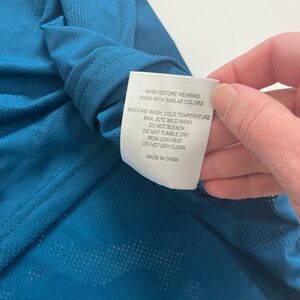 WASH BEFORE WEARING
WASH WITH SIMILAR COLORS
MACHINE WASH, COLD TEMPERATURE
MAX. 30°C MILD WASH
DO NOT BLEACH
DO NOT TUMBLE DRY
IRON LOW HEAT
DO NOT DRY CLEAN
MADE IN CHINA